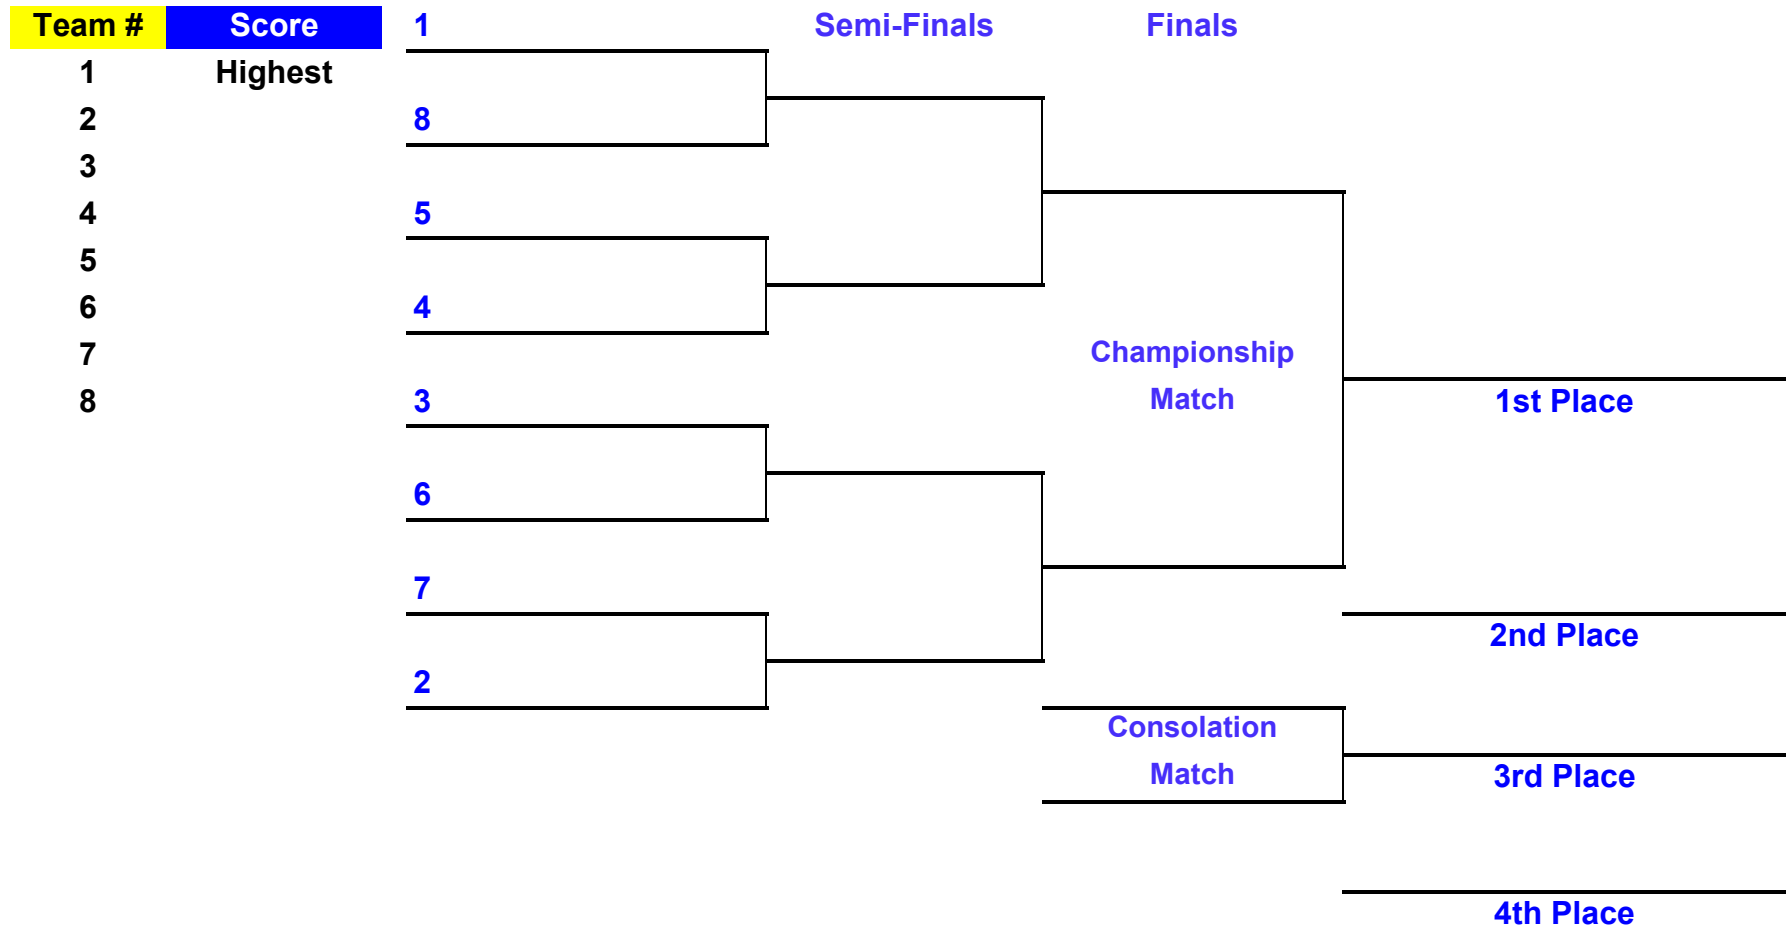 Team # Score 1 Semi-Finals Finals
1 Highest
2 8
3
4 5
5
6 4
7 Championship
8 3 Match 1st Place
6
7
2nd Place
2
Consolation
Match 3rd Place
4th Place